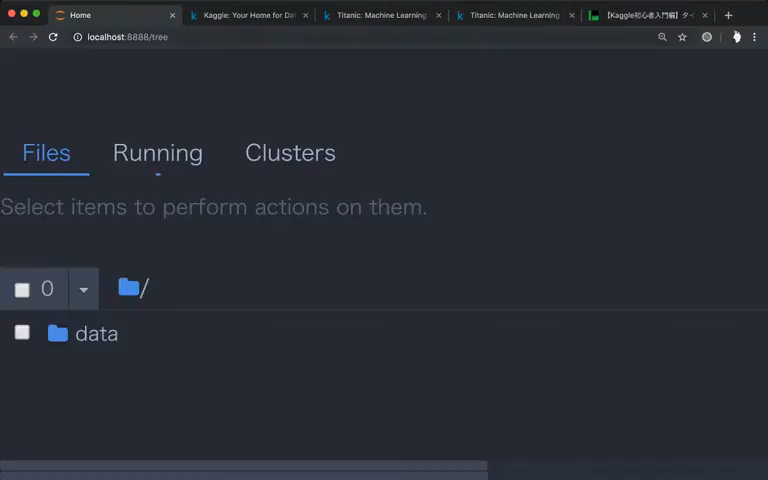 Home
Kaggle: Your Home for Dat
Titanic: Machine Learning
Titanic: Machine Learning
【Kaggle初心者入門編】タイ
localhost:8888/tree
Files Running Clusters
Select items to perform actions on them.
0 /
data